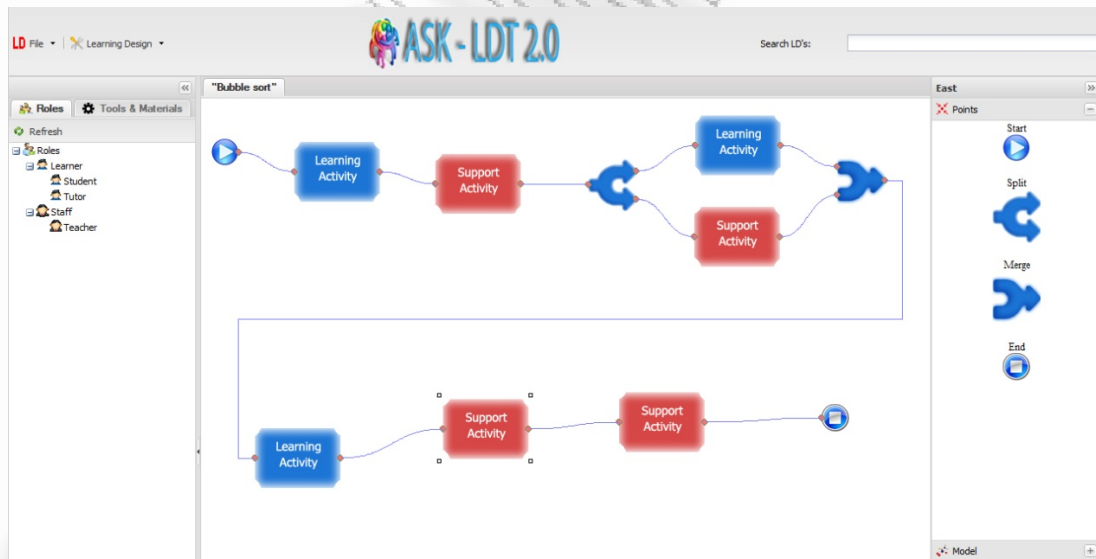 LD File
Learning Design
ASK - LDT 2.0
Search LD's:
Roles
Tools & Materials
Refresh
Roles
Learner
Student
Tutor
Staff
Teacher
"Bubble sort"
Learning
Activity
Support
Activity
Learning
Activity
Support
Activity
Learning
Activity
Support
Activity
Support
Activity
East
Points
Start
Split
Merge
End
Model